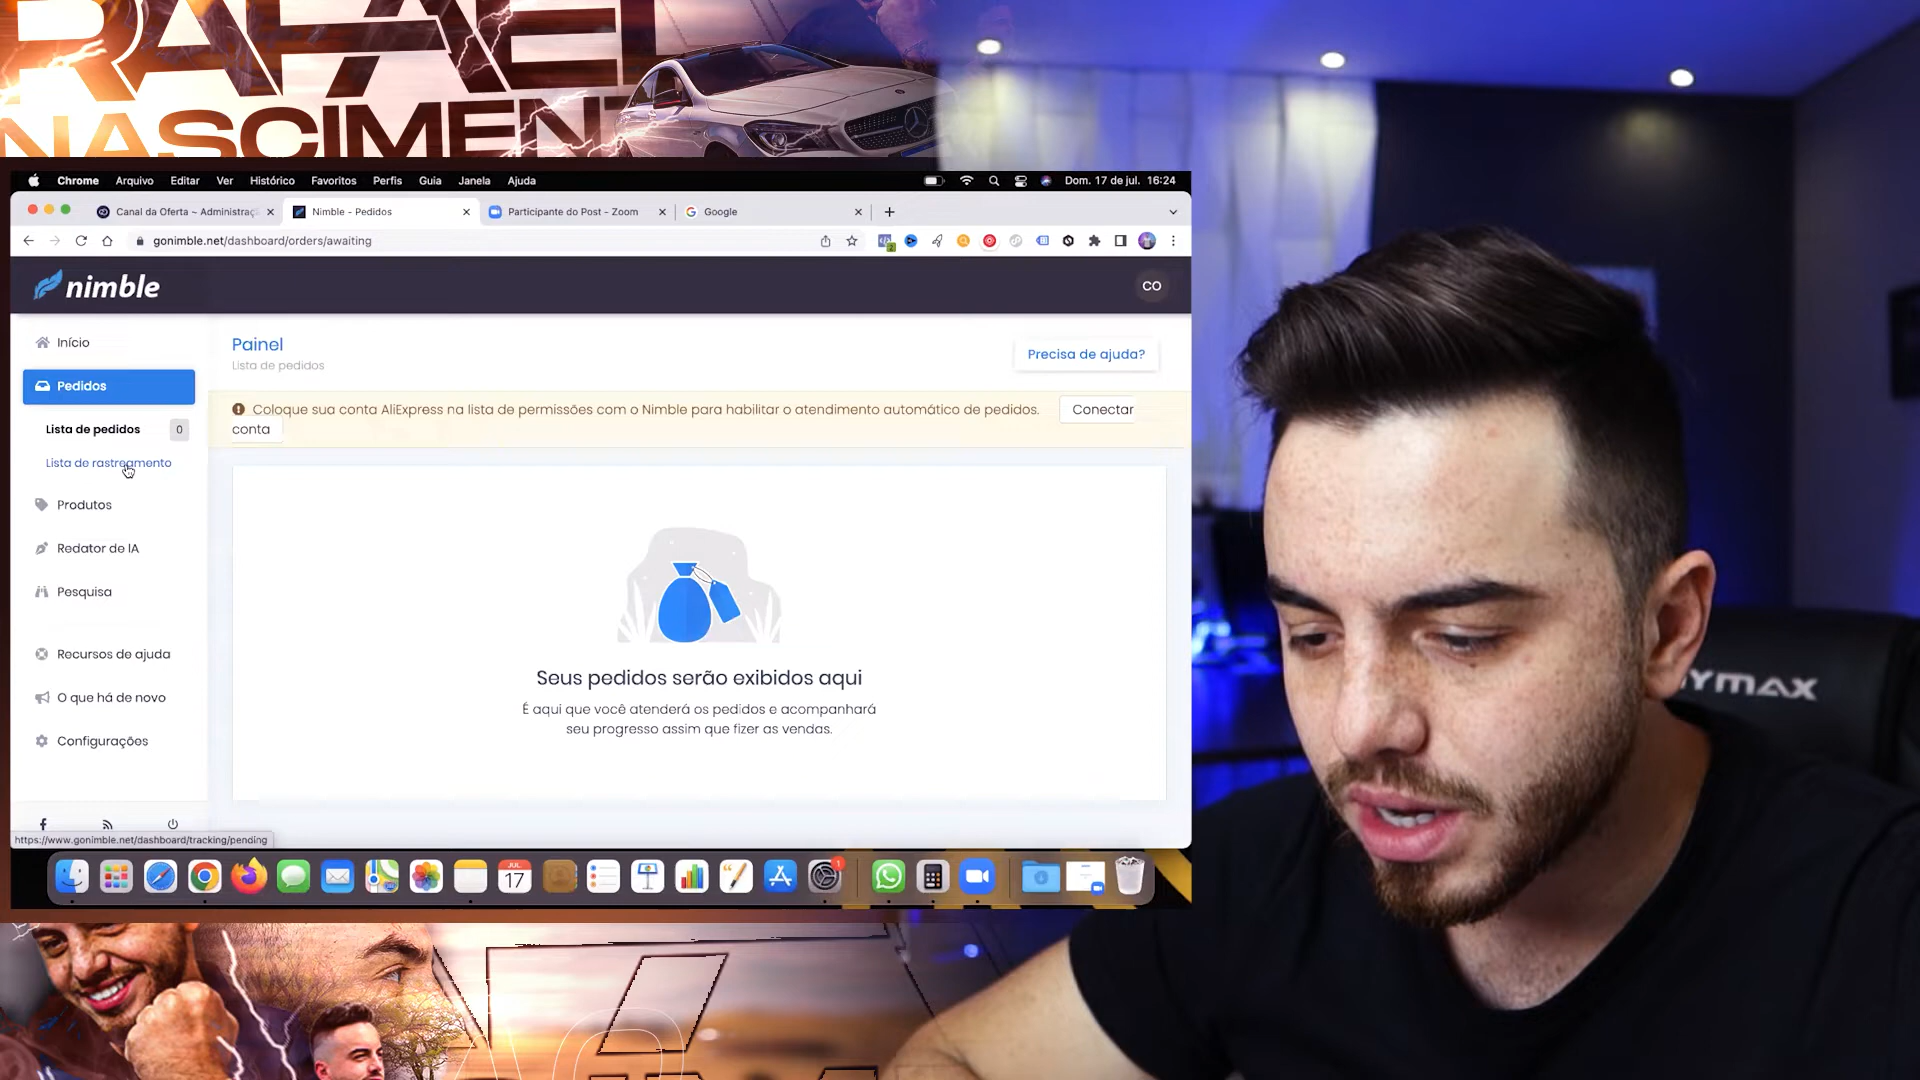 RAFAEL
NASCIMENT
Chrome Arquivo Editar Ver Histórico Favoritos Perfis Guia Janela Ajuda
Dom. 17 de jul. 16:24
Canal da Oferta ~ Administraç
Nimble - Pedidos
Participante do Post - Zoom
Google
gonimble.net/dashboard/orders/awaiting
2
nimble
CO
Início
Pedidos
Lista de pedidos 0
Lista de rastreamento
Produtos
Redator de IA
Pesquisa
Recursos de ajuda
O que há de novo
Configurações
Painel
Lista de pedidos
Precisa de ajuda?
Coloque sua conta AliExpress na lista de permissões com o Nimble para habilitar o atendimento automático de pedidos. Conectar
conta
Seus pedidos serão exibidos aqui
É aqui que você atenderá os pedidos e acompanhará
seu progresso assim que fizer as vendas.
https://www.gonimble.net/dashboard/tracking/pending
JUL
17
1
YMAX